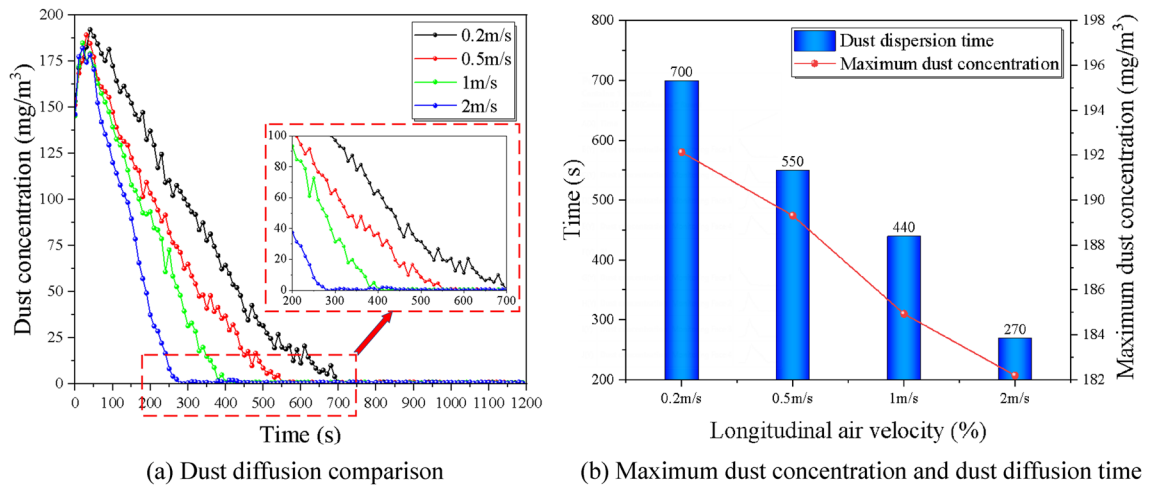 200
175
150
125
100
75
50
25
0
Dust concentration (mg/m³)
0.2m/s
0.5m/s
1m/s
2m/s
100
80
60
40
20
0
200 300 400 500 600 700
0 100 200 300 400 500 600 700 800 900 1000 1100 1200
Time (s)
(a) Dust diffusion comparison
800
700
600
500
400
300
200
Time (s)
Dust dispersion time
Maximum dust concentration
700
550
440
270
198
196
194
192
190
188
186
184
182
Maximum dust concentration (mg/m³)
0.2m/s 0.5m/s 1m/s 2m/s
Longitudinal air velocity (%)
(b) Maximum dust concentration and dust diffusion time